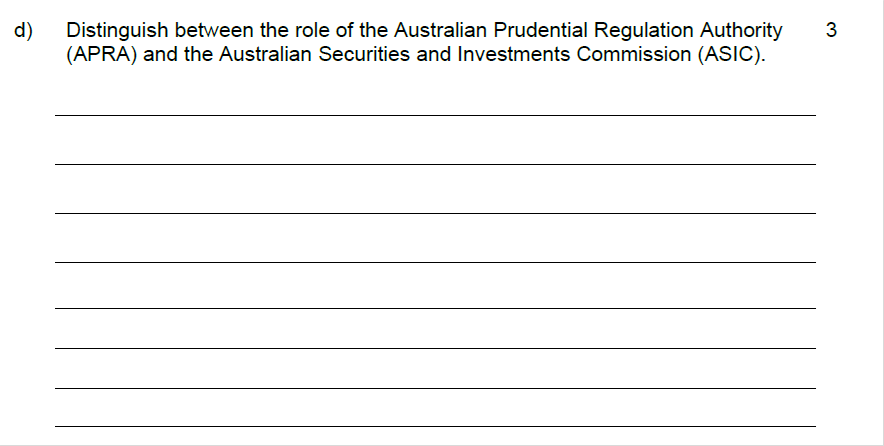 d) Distinguish between the role of the Australian Prudential Regulation Authority 3
(APRA) and the Australian Securities and Investments Commission (ASIC).